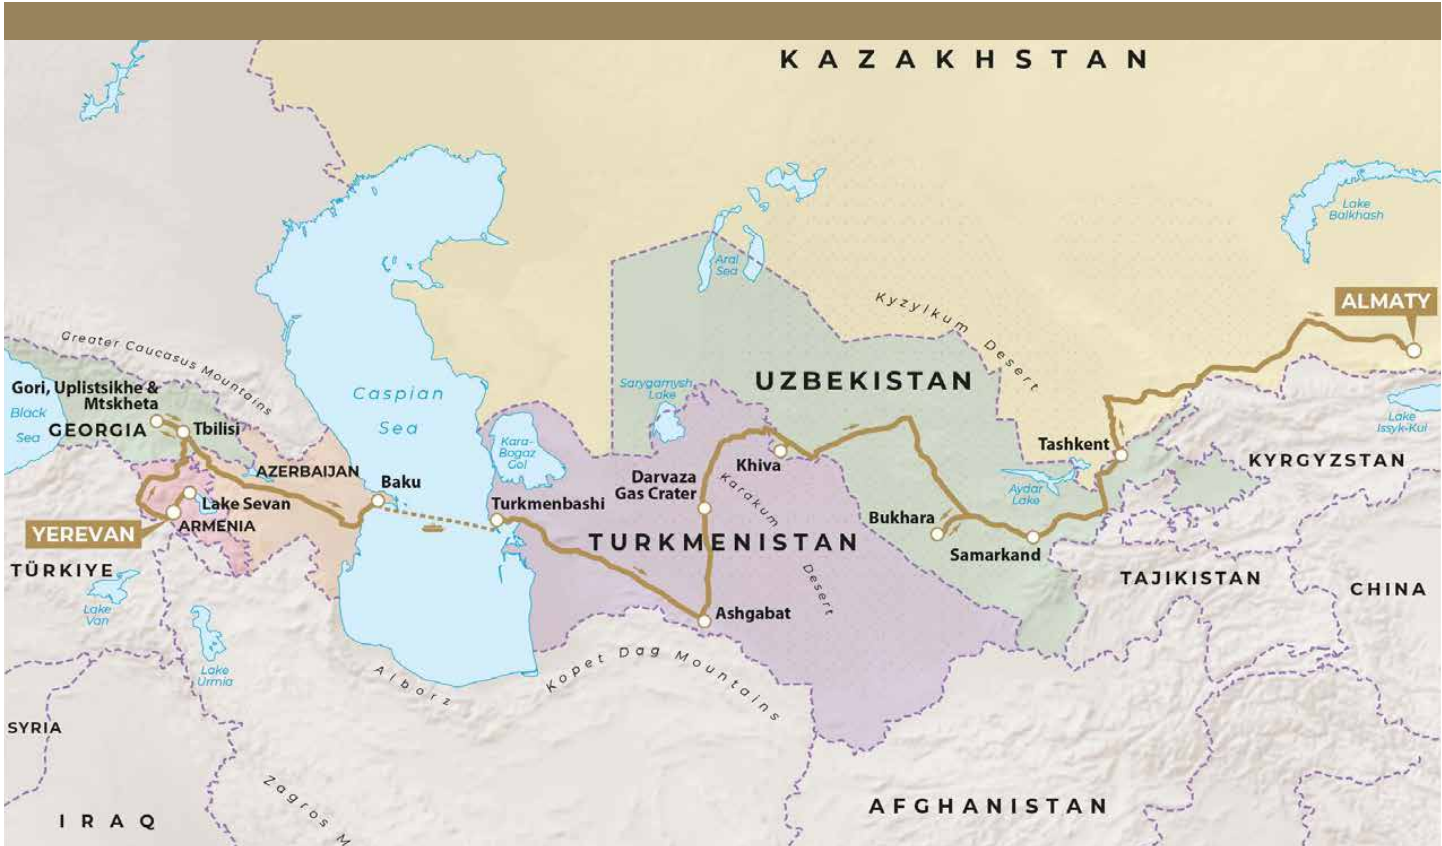 KAZAKHSTAN
Lake
Balkhash
Aral
Sea
ALMATY
Kyzylkum Desert
Greater Caucasus Mountains
Gori, Uplistsikhe &
Mtskheta
Black
Sea
GEORGIA
Tbilisi
Caspian
Sea
Sarygamysh
Lake
UZBEKISTAN
Lake
Issyk-Kul
Kara-
Bogaz
Gol
Tashkent
KYRGYZSTAN
AZERBAIJAN
Baku
Khiva
Darvaza
Gas Crater
Karakum Desert
Aydar
Lake
Lake Sevan
ARMENIA
YEREVAN
Turkmenbashi
Bukhara
TURKMENISTAN
Samarkand
TÜRKIYE
TAJIKISTAN
CHINA
Lake
Van
Ashgabat
Lake
Urmia
Alborz
Kopet Dag Mountains
SYRIA
Zagros M
IRAQ
AFGHANISTAN